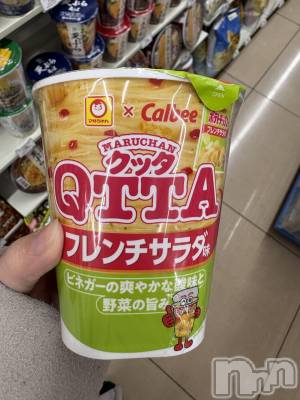 マルちゃん × Calbee
ポテトチップス
フレンチサラダ
MARUCHAN
クッタ
QTTA
フレンチサラダ味
ビネガーの爽やかな酸味と
野菜の旨み